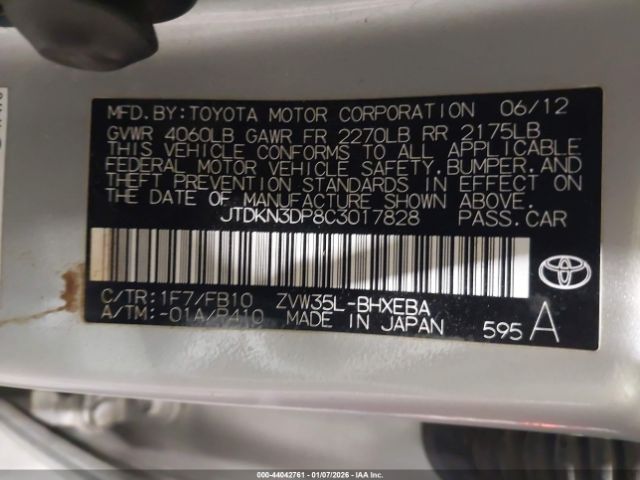 MFD.BY:TOYOTA MOTOR CORPORATION 06/12
GVWR 4060LB GAWR FR 2270LB RR 2175LB
THIS VEHICLE CONFORMS TO ALL APPLICABLE
FEDERAL MOTOR VEHICLE SAFETY,BUMPER,AND
THEFT PREVENTION STANDARDS IN EFFECT ON
THE DATE OF MANUFACTURE SHOWN ABOVE.
JTDKN3DP8C3017828 PASS.CAR
C/TR:1F7/FB10 ZVW35L-BHXEBA
A/TM:-01A/P410 MADE IN JAPAN 595 A
000-44042761 - 01/07/2026 - IAA Inc.